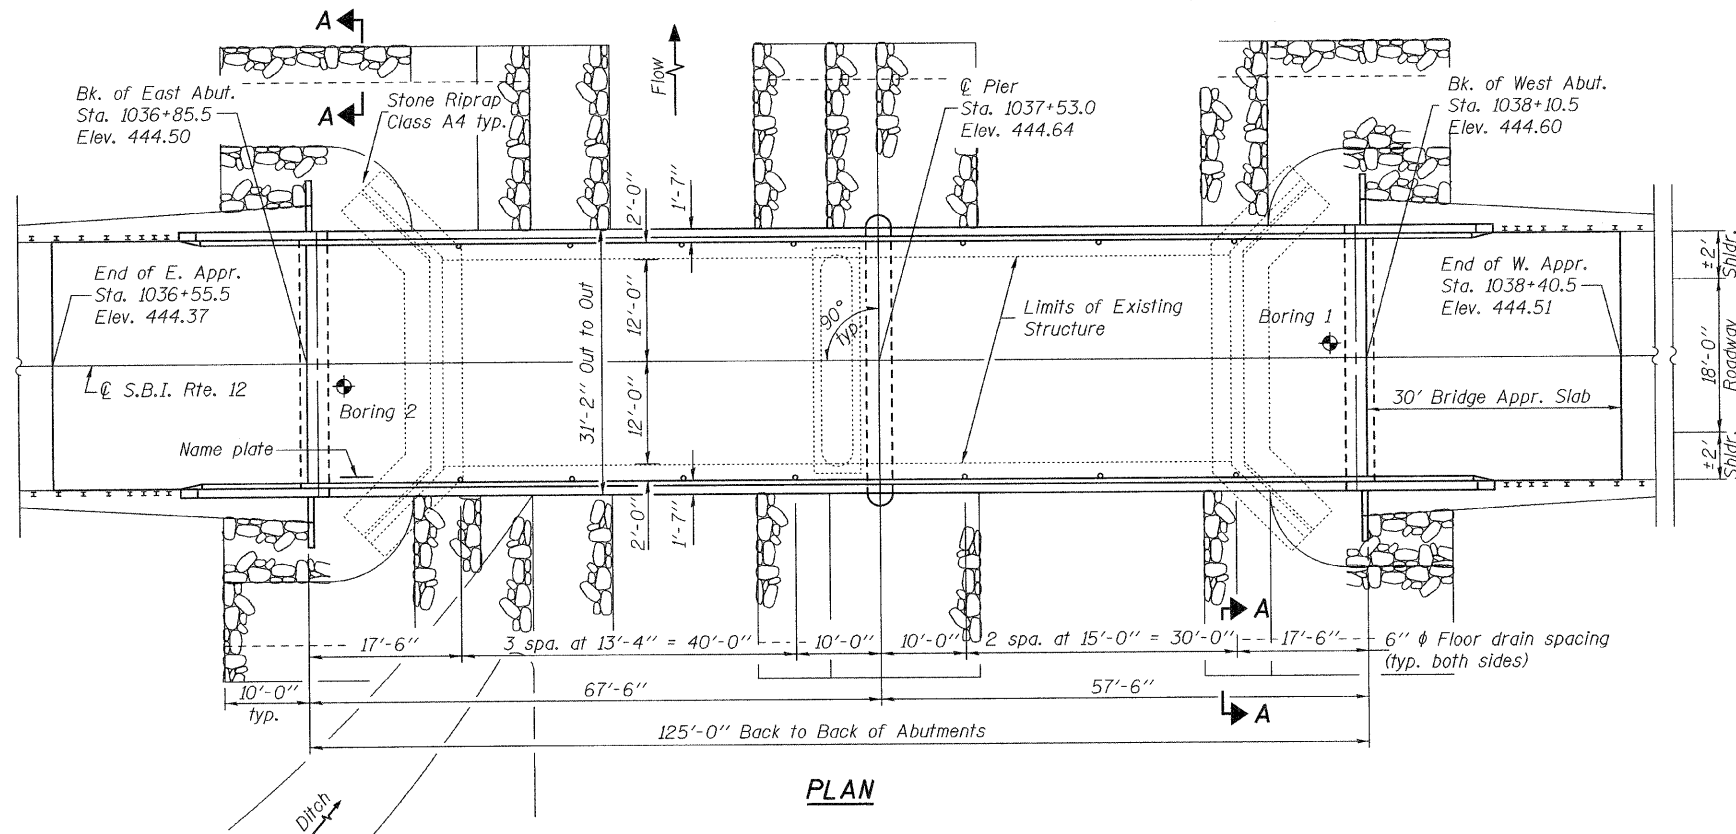 A
A
Bk. of East Abut.
Sta. 1036+85.5
Elev. 444.50
Stone Riprap
Class A4 typ.
Flow
℄ Pier
Sta. 1037+53.0
Elev. 444.64
Bk. of West Abut.
Sta. 1038+10.5
Elev. 444.60
2'-0"
1'-7"
End of E. Appr.
Sta. 1036+55.5
Elev. 444.37
31'-2" Out to Out
12'-0"
12'-0"
90°
typ.
Limits of Existing
Structure
Boring 1
End of W. Appr.
Sta. 1038+40.5
Elev. 444.51
±2'
Shldr.
18'-0"
Roadway
±2'
Shldr.
℄ S.B.I. Rte. 12
Boring 2
Name plate
30' Bridge Appr. Slab
2'-0"
1'-7"
17'-6"
3 spa. at 13'-4" = 40'-0"
10'-0"
10'-0"
2 spa. at 15'-0" = 30'-0"
A
17'-6"
6" φ Floor drain spacing
(typ. both sides)
10'-0"
typ.
67'-6"
57'-6"
A
125'-0" Back to Back of Abutments
PLAN
Ditch